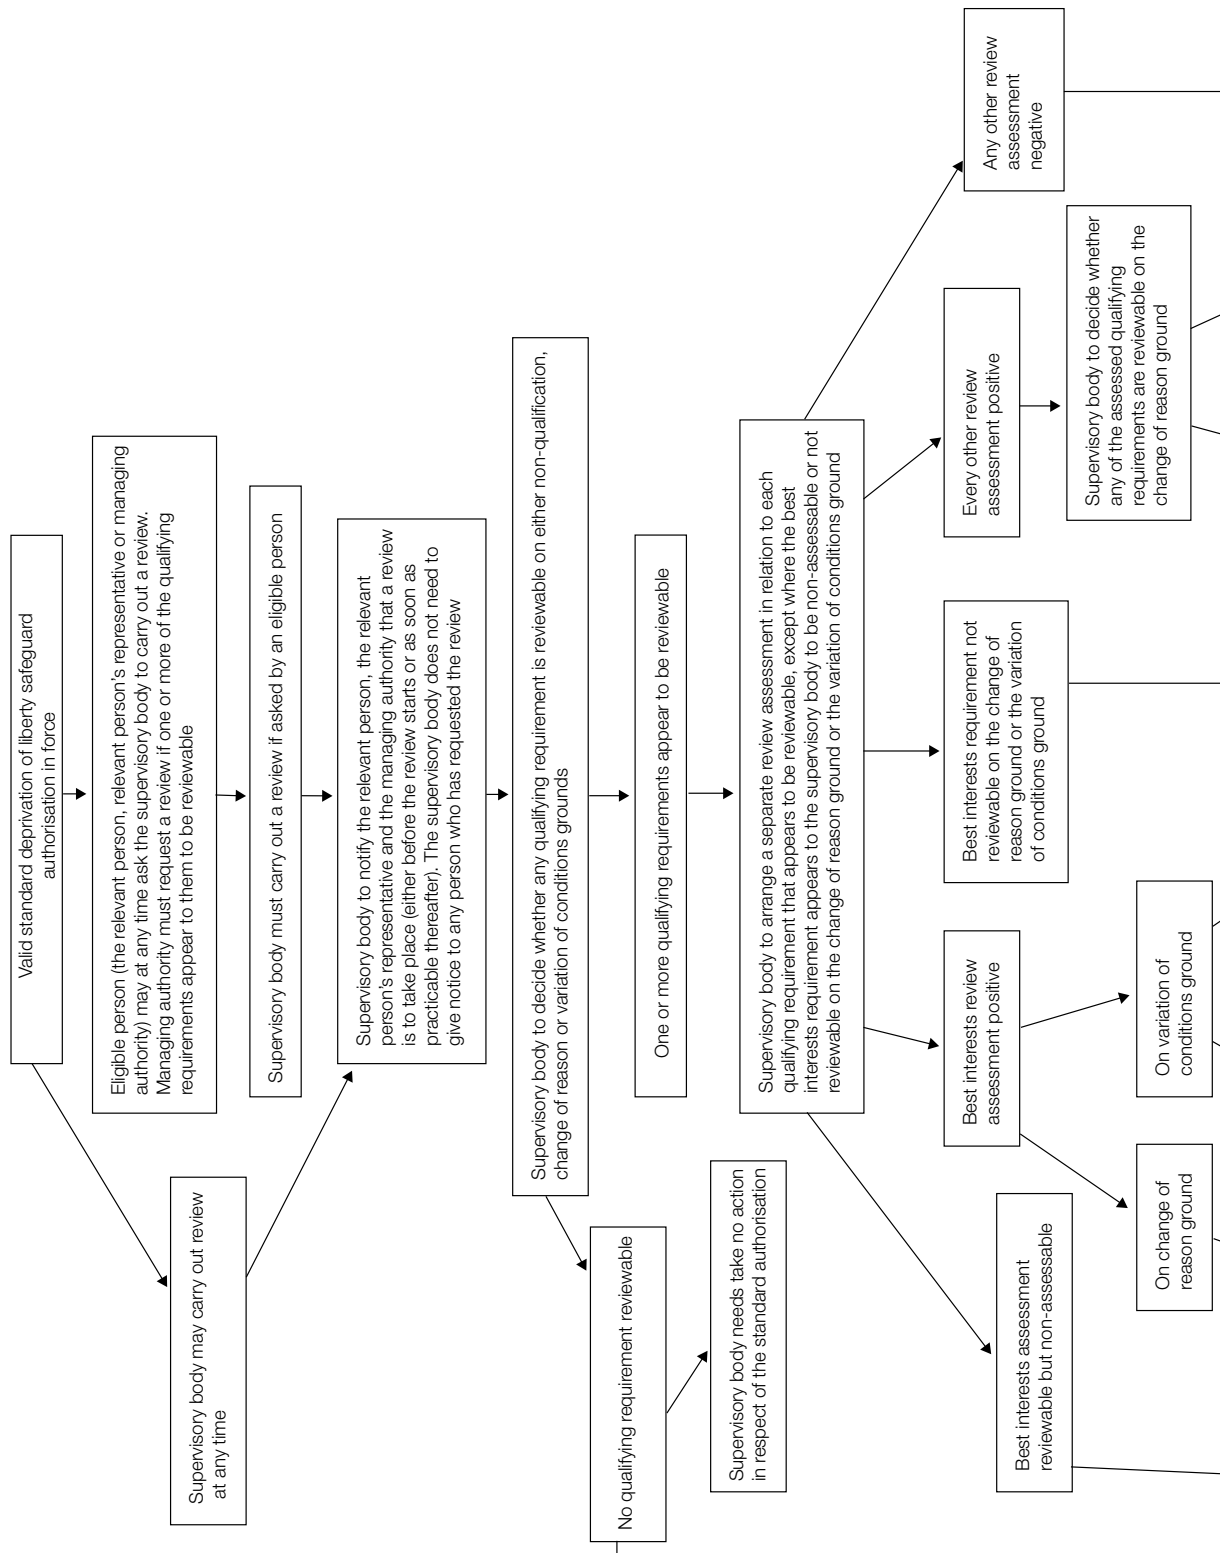 Valid standard deprivation of liberty safeguard
authorisation in force
Supervisory body may carry out review
at any time
Eligible person (the relevant person, relevant person’s representative or managing
authority) may at any time ask the supervisory body to carry out a review.
Managing authority must request a review if one or more of the qualifying
requirements appear to them to be reviewable
Supervisory body must carry out a review if asked by an eligible person
Supervisory body to notify the relevant person, the relevant
person’s representative and the managing authority that a review
is to take place (either before the review starts or as soon as
practicable thereafter). The supervisory body does not need to
give notice to any person who has requested the review
Supervisory body to decide whether any qualifying requirement is reviewable on either non-qualification,
change of reason or variation of conditions grounds
No qualifying requirement reviewable
One or more qualifying requirements appear to be reviewable
Supervisory body needs take no action
in respect of the standard authorisation
Supervisory body to arrange a separate review assessment in relation to each
qualifying requirement that appears to be reviewable, except where the best
interests requirement appears to the supervisory body to be non-assessable or not
reviewable on the change of reason ground or the variation of conditions ground
Best interests assessment
reviewable but non-assessable
Best interests review
assessment positive
Best interests requirement not
reviewable on the change of
reason ground or the variation
of conditions ground
Every other review
assessment positive
Any other review
assessment
negative
On change of
reason ground
On variation of
conditions ground
Supervisory body to decide whether
any of the assessed qualifying
requirements are reviewable on the
change of reason ground